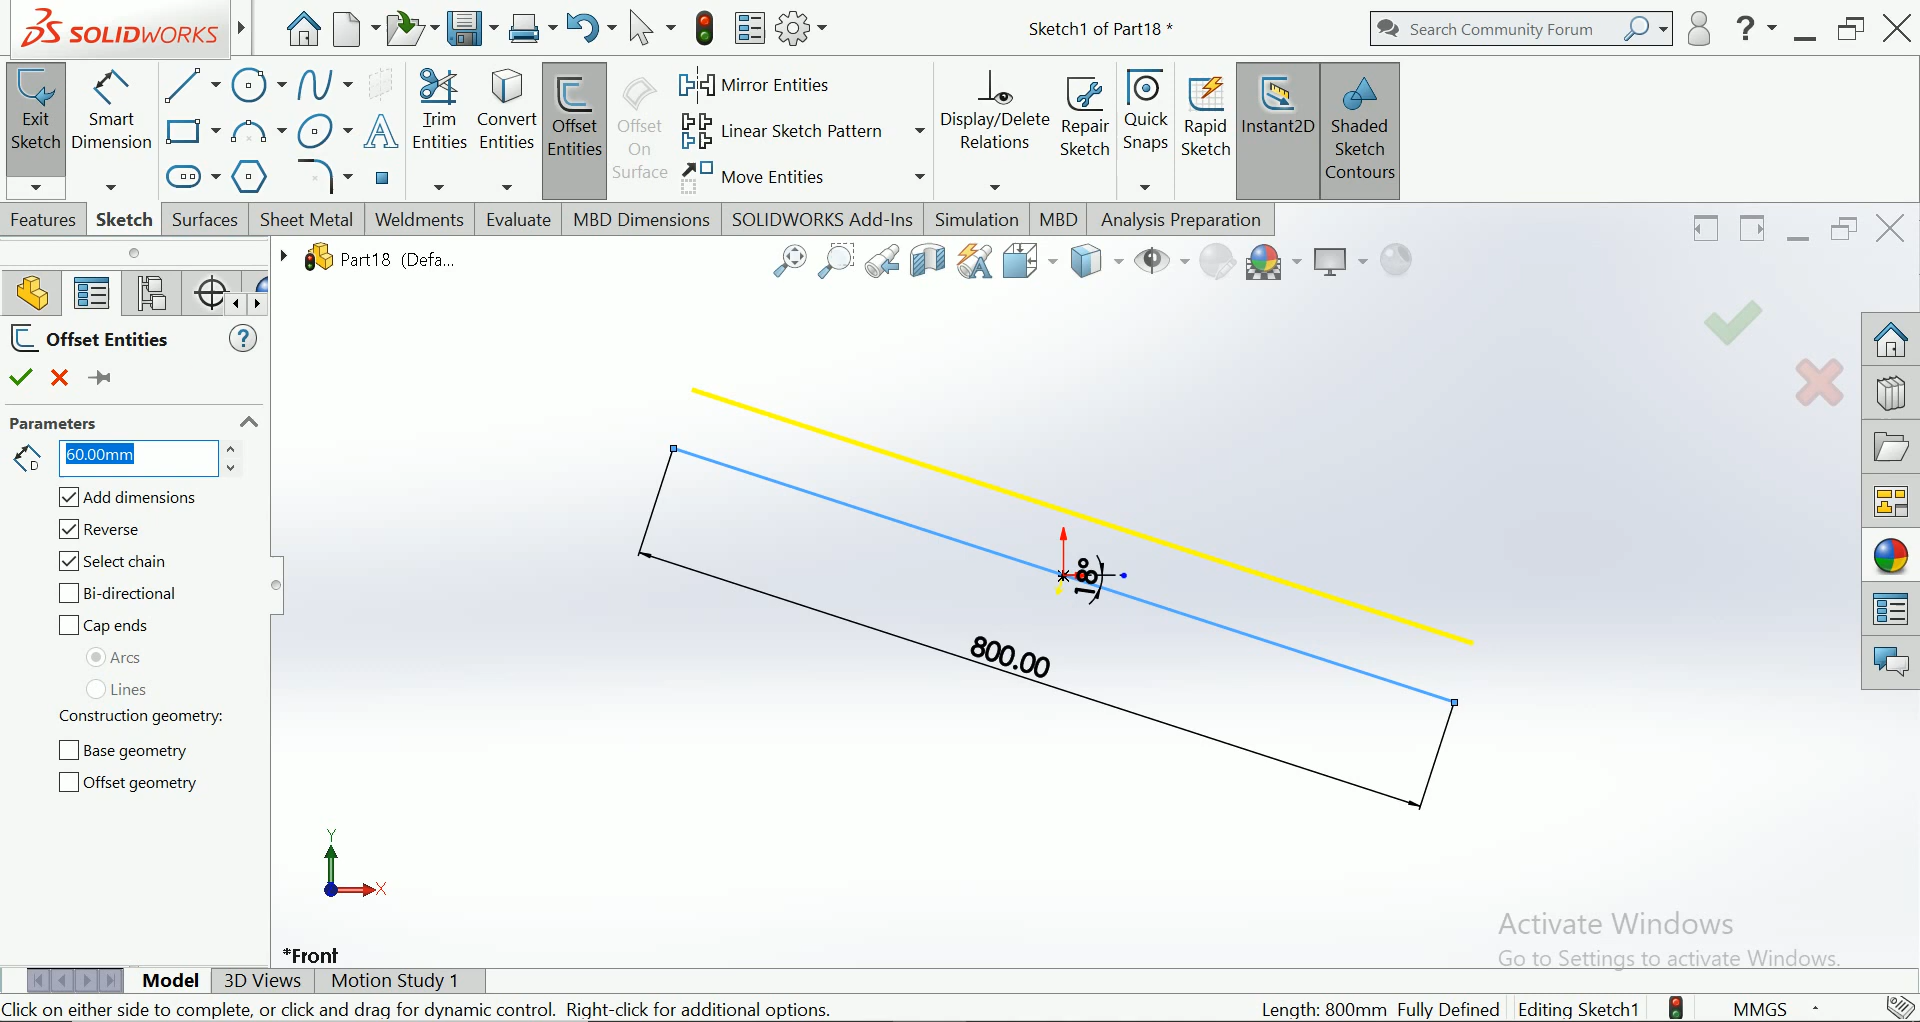 SOLIDWORKS
Sketch1 of Part18 *
Search Community Forum
Exit Sketch
Smart Dimension
Trim Entities
Convert Entities
Offset Entities
Offset On Surface
Mirror Entities
Linear Sketch Pattern
Move Entities
Display/Delete Relations
Repair Sketch
Quick Snaps
Rapid Sketch
Instant2D
Shaded Sketch Contours
Features Sketch Surfaces Sheet Metal Weldments Evaluate MBD Dimensions SOLIDWORKS Add-Ins Simulation MBD Analysis Preparation
Part18 (Defa...
Offset Entities
Parameters
D
60.00mm
Add dimensions
Reverse
Select chain
Bi-directional
Cap ends
Arcs
Lines
Construction geometry:
Base geometry
Offset geometry
18°
800.00
Y
X
*Front
Activate Windows
Go to Settings to activate Windows.
Model 3D Views Motion Study 1
Click on either side to complete, or click and drag for dynamic control. Right-click for additional options.
Length: 800mm Fully Defined Editing Sketch1 MMGS